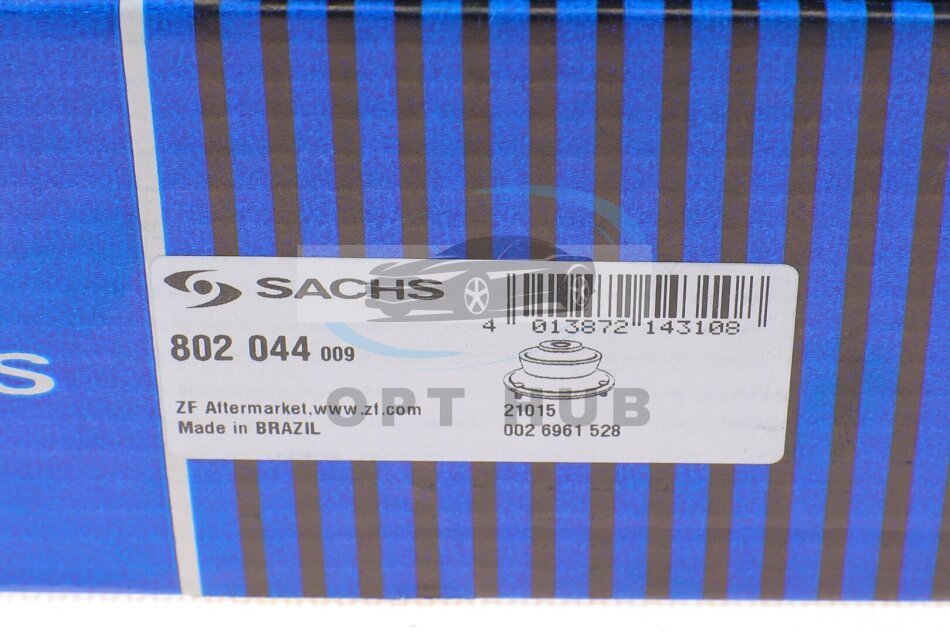 SACHS
4 013872 143108
802 044 009
OPT HUB
ZF Aftermarket,www.zf.com
Made in BRAZIL
21015
002 6961 528
S